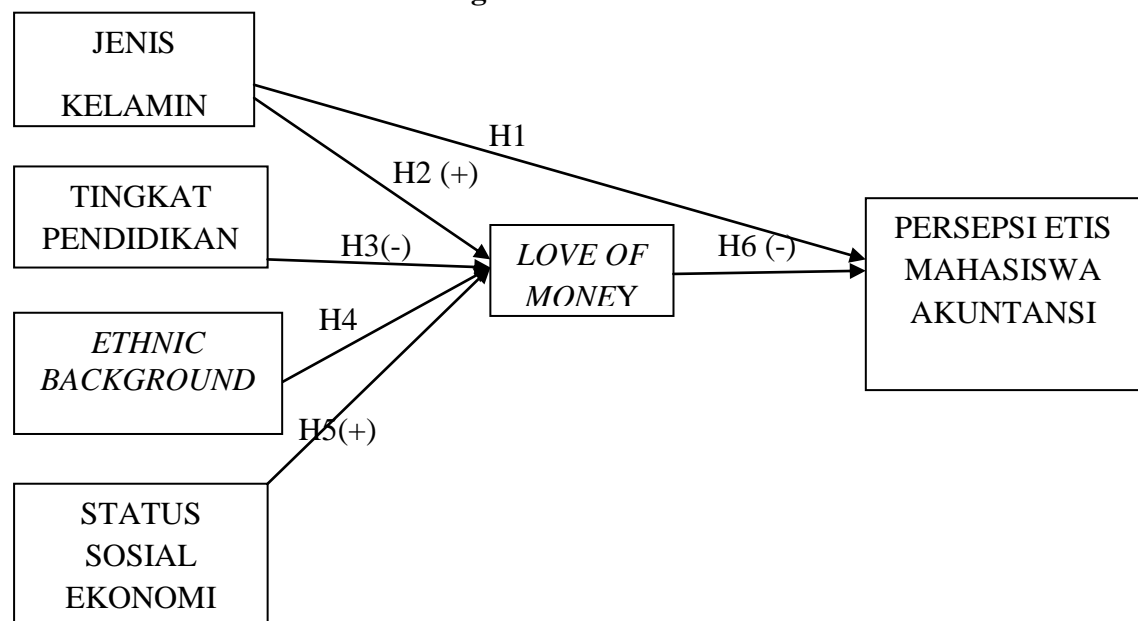 JENIS
KELAMIN
H1
H2 (+)
TINGKAT
PENDIDIKAN
H3(-)
LOVE OF
MONEY
H6 (-)
PERSEPSI ETIS
MAHASISWA
AKUNTANSI
H4
ETHNIC
BACKGROUND
H5(+)
STATUS
SOSIAL
EKONOMI